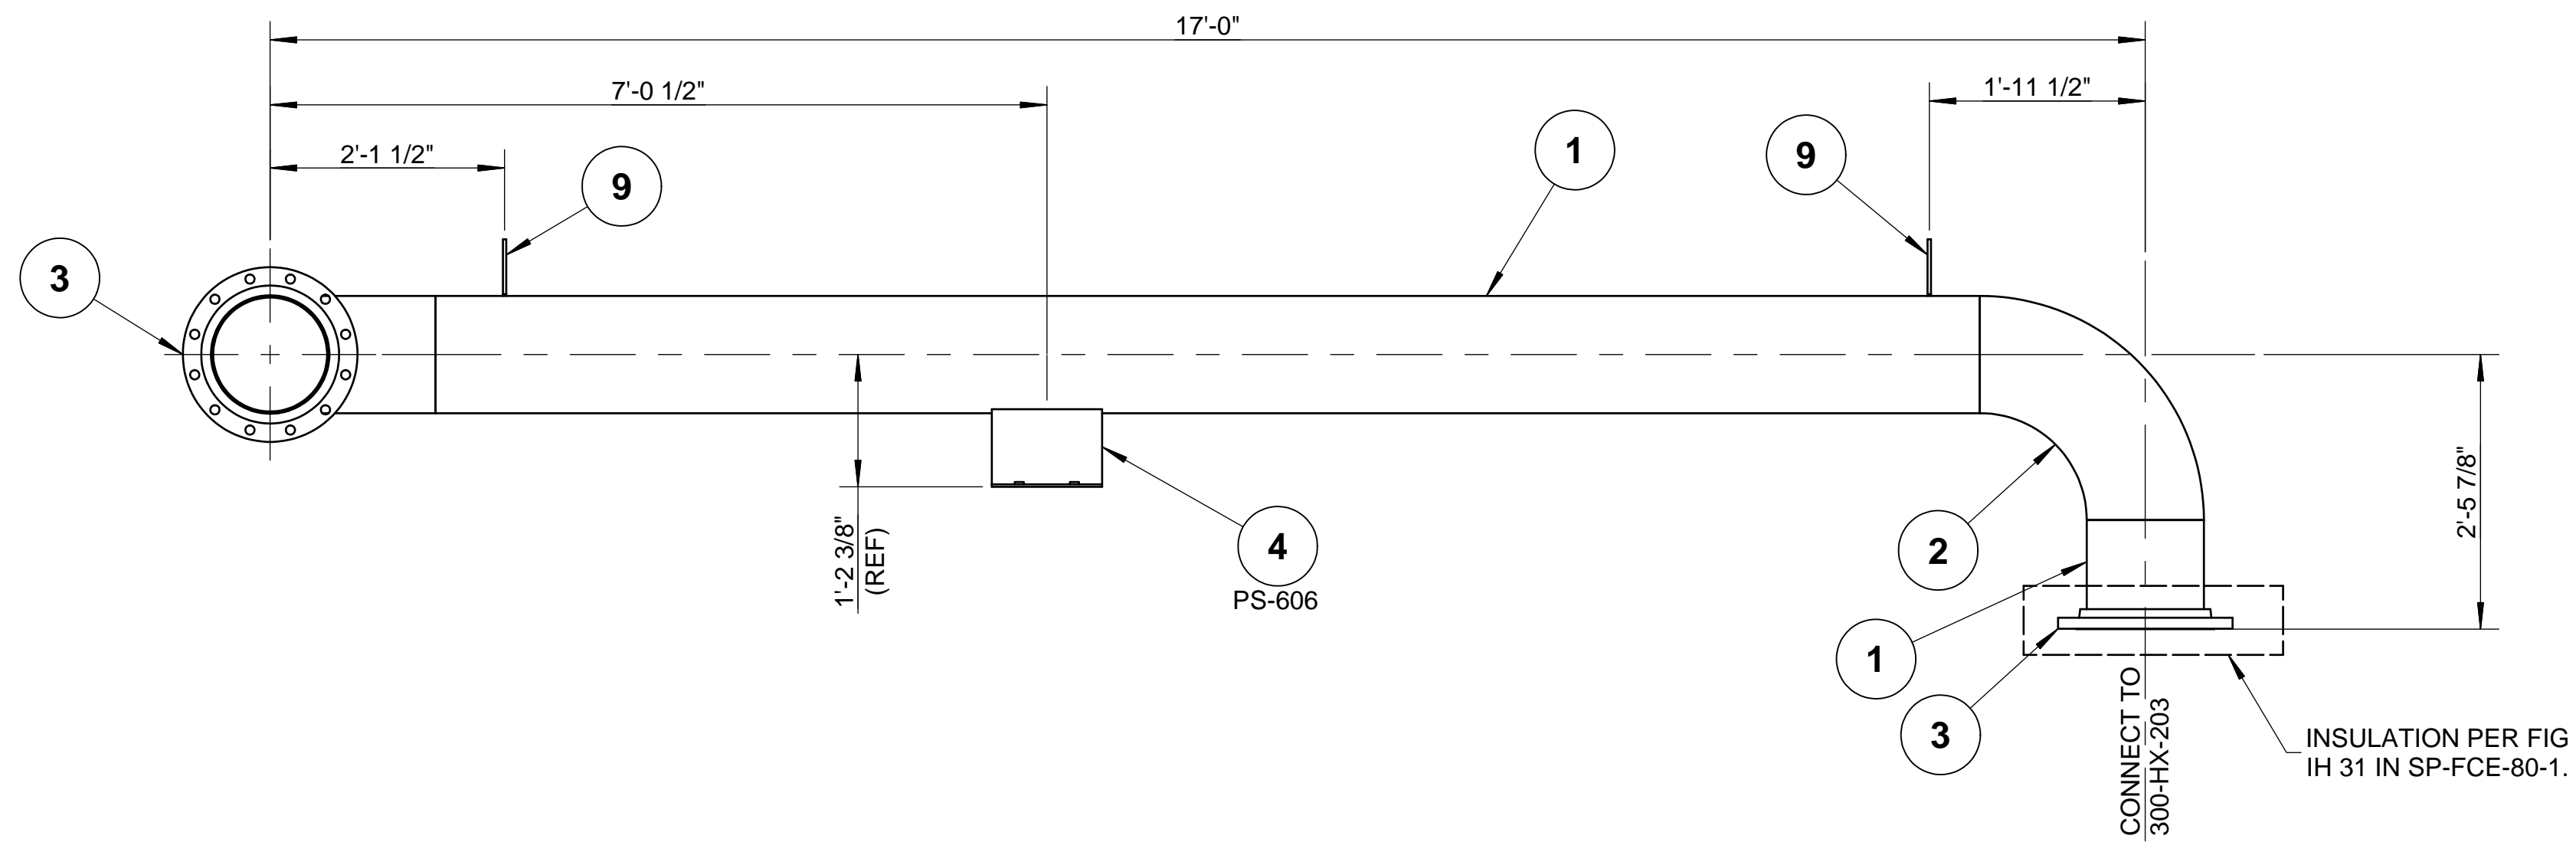 17'-0"
7'-0 1/2"
1'-11 1/2"
2'-1 1/2"
9
1
9
3
1'-2 3/8"
(REF)
4
PS-606
2
2'-5 7/8"
1
3
CONNECT TO
300-HX-203
INSULATION PER FIG
IH 31 IN SP-FCE-80-1.